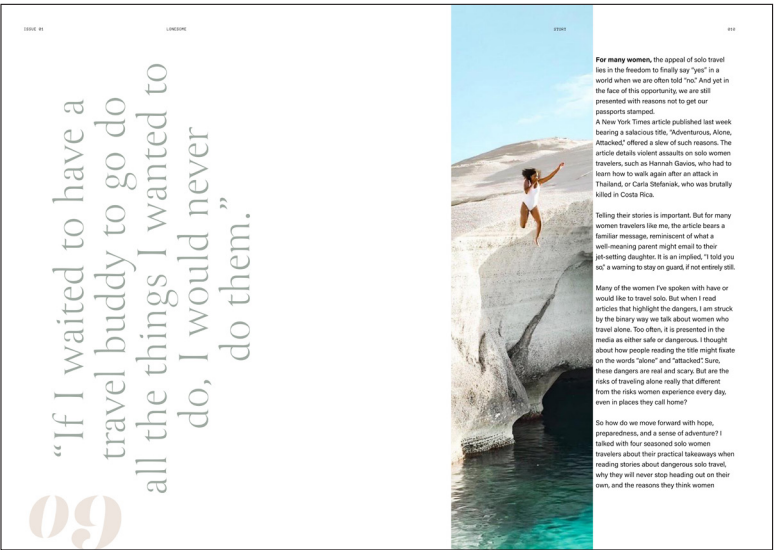 ISSUE 01
LONESOME
STORY
010
“If I waited to have a
travel buddy to go do
all the things I wanted to
do, I would never
do them.”
09
For many women, the appeal of solo travel
lies in the freedom to finally say "yes" in a
world when we are often told "no." And yet in
the face of this opportunity, we are still
presented with reasons not to get our
passports stamped.
A New York Times article published last week
bearing a salacious title, "Adventurous, Alone,
Attacked," offered a slew of such reasons. The
article details violent assaults on solo women
travelers, such as Hannah Gavios, who had to
learn how to walk again after an attack in
Thailand, or Carla Stefaniak, who was brutally
killed in Costa Rica.
Telling their stories is important. But for many
women travelers like me, the article bears a
familiar message, reminiscent of what a
well-meaning parent might email to their
jet-setting daughter. It is an implied, "I told you
so," a warning to stay on guard, if not entirely still.
Many of the women I've spoken with have or
would like to travel solo. But when I read
articles that highlight the dangers, I am struck
by the binary way we talk about women who
travel alone. Too often, it is presented in the
media as either safe or dangerous. I thought
about how people reading the title might fixate
on the words "alone" and "attacked". Sure,
these dangers are real and scary. But are the
risks of traveling alone really that different
from the risks women experience every day,
even in places they call home?
So how do we move forward with hope,
preparedness, and a sense of adventure? I
talked with four seasoned solo women
travelers about their practical takeaways when
reading stories about dangerous solo travel,
why they will never stop heading out on their
own, and the reasons they think women